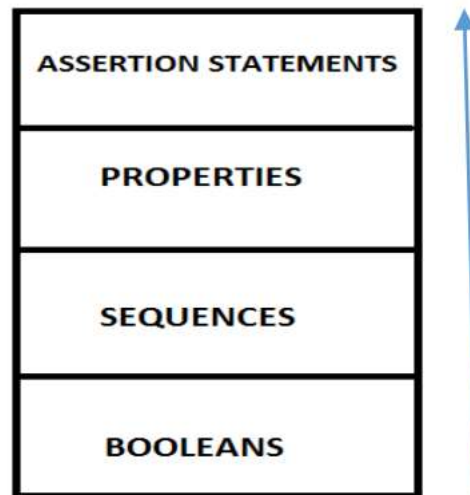 ASSERTION STATEMENTS
PROPERTIES
SEQUENCES
BOOLEANS